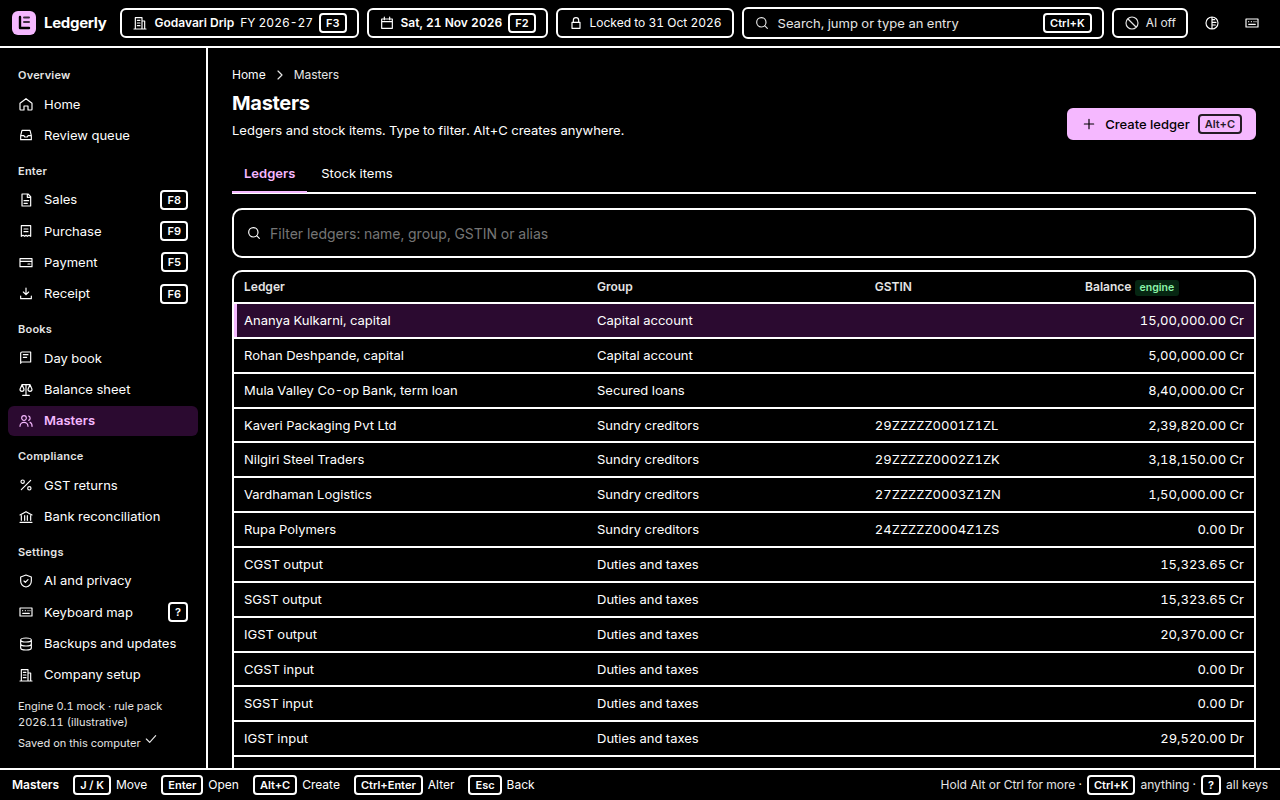 Ledgerly
Godavari Drip FY 2026-27 F3
Sat, 21 Nov 2026 F2
Locked to 31 Oct 2026
Search, jump or type an entry Ctrl+K
AI off
Overview
Home
Review queue
Enter
Sales F8
Purchase F9
Payment F5
Receipt F6
Books
Day book
Balance sheet
Masters
Compliance
GST returns
Bank reconciliation
Settings
AI and privacy
Keyboard map ?
Backups and updates
Company setup
Engine 0.1 mock · rule pack
2026.11 (illustrative)
Saved on this computer
Home > Masters
Masters
Ledgers and stock items. Type to filter. Alt+C creates anywhere.
Create ledger Alt+C
Ledgers Stock items
Filter ledgers: name, group, GSTIN or alias
Ledger Group GSTIN Balance engine
Ananya Kulkarni, capital Capital account 15,00,000.00 Cr
Rohan Deshpande, capital Capital account 5,00,000.00 Cr
Mula Valley Co-op Bank, term loan Secured loans 8,40,000.00 Cr
Kaveri Packaging Pvt Ltd Sundry creditors 29ZZZZZ0001Z1ZL 2,39,820.00 Cr
Nilgiri Steel Traders Sundry creditors 29ZZZZZ0002Z1ZK 3,18,150.00 Cr
Vardhaman Logistics Sundry creditors 27ZZZZZ0003Z1ZN 1,50,000.00 Cr
Rupa Polymers Sundry creditors 24ZZZZZ0004Z1ZS 0.00 Dr
CGST output Duties and taxes 15,323.65 Cr
SGST output Duties and taxes 15,323.65 Cr
IGST output Duties and taxes 20,370.00 Cr
CGST input Duties and taxes 0.00 Dr
SGST input Duties and taxes 0.00 Dr
IGST input Duties and taxes 29,520.00 Dr
Masters J / K Move Enter Open Alt+C Create Ctrl+Enter Alter Esc Back
Hold Alt or Ctrl for more · Ctrl+K anything · ? all keys